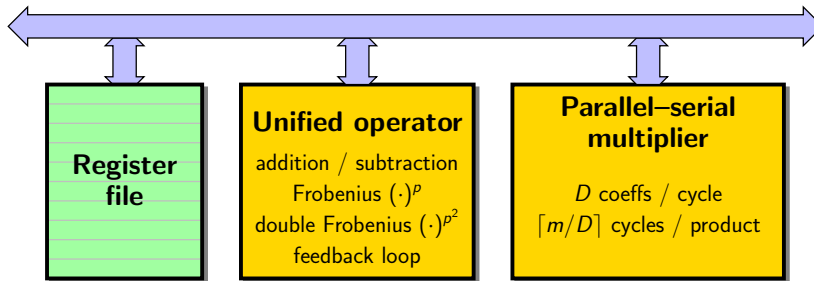 Register
file
Unified operator
addition / subtraction
Frobenius (·)ᵖ
double Frobenius (·)ᵖ²
feedback loop
Parallel–serial
multiplier
D coeffs / cycle
⌈m/D⌉ cycles / product